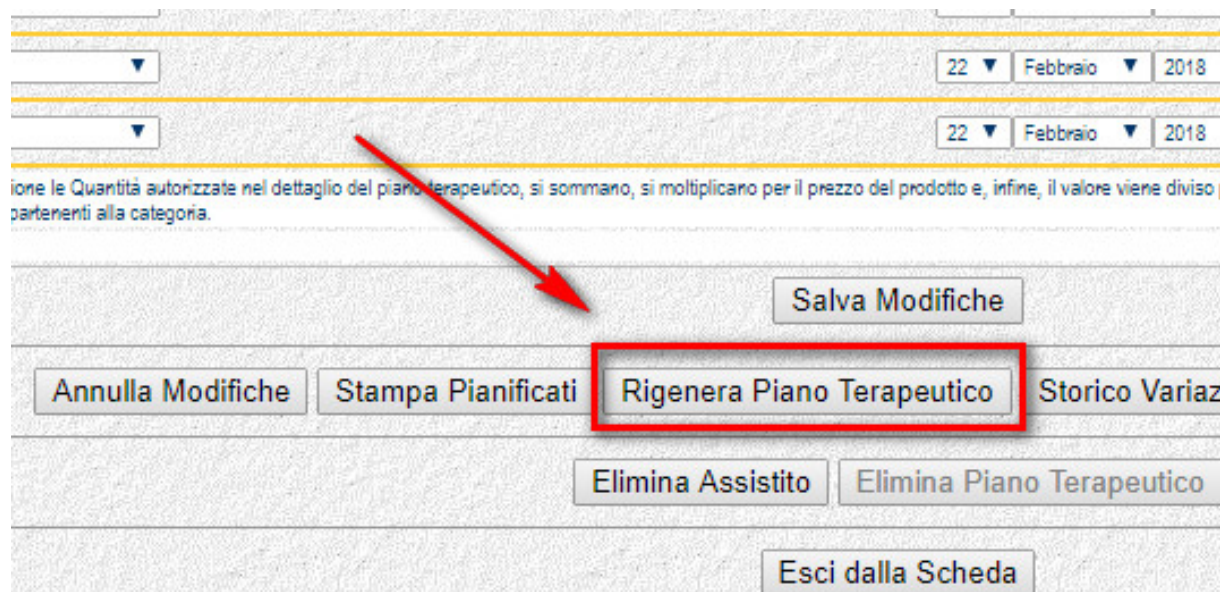 22 Febbraio 2018
22 Febbraio 2018
ione le Quantità autorizzate nel dettaglio del piano terapeutico, si sommano, si moltiplicano per il prezzo del prodotto e, infine, il valore viene diviso
partenenti alla categoria.
Salva Modifiche
Annulla Modifiche Stampa Pianificati Rigenera Piano Terapeutico Storico Variaz
Elimina Assistito Elimina Piano Terapeutico
Esci dalla Scheda